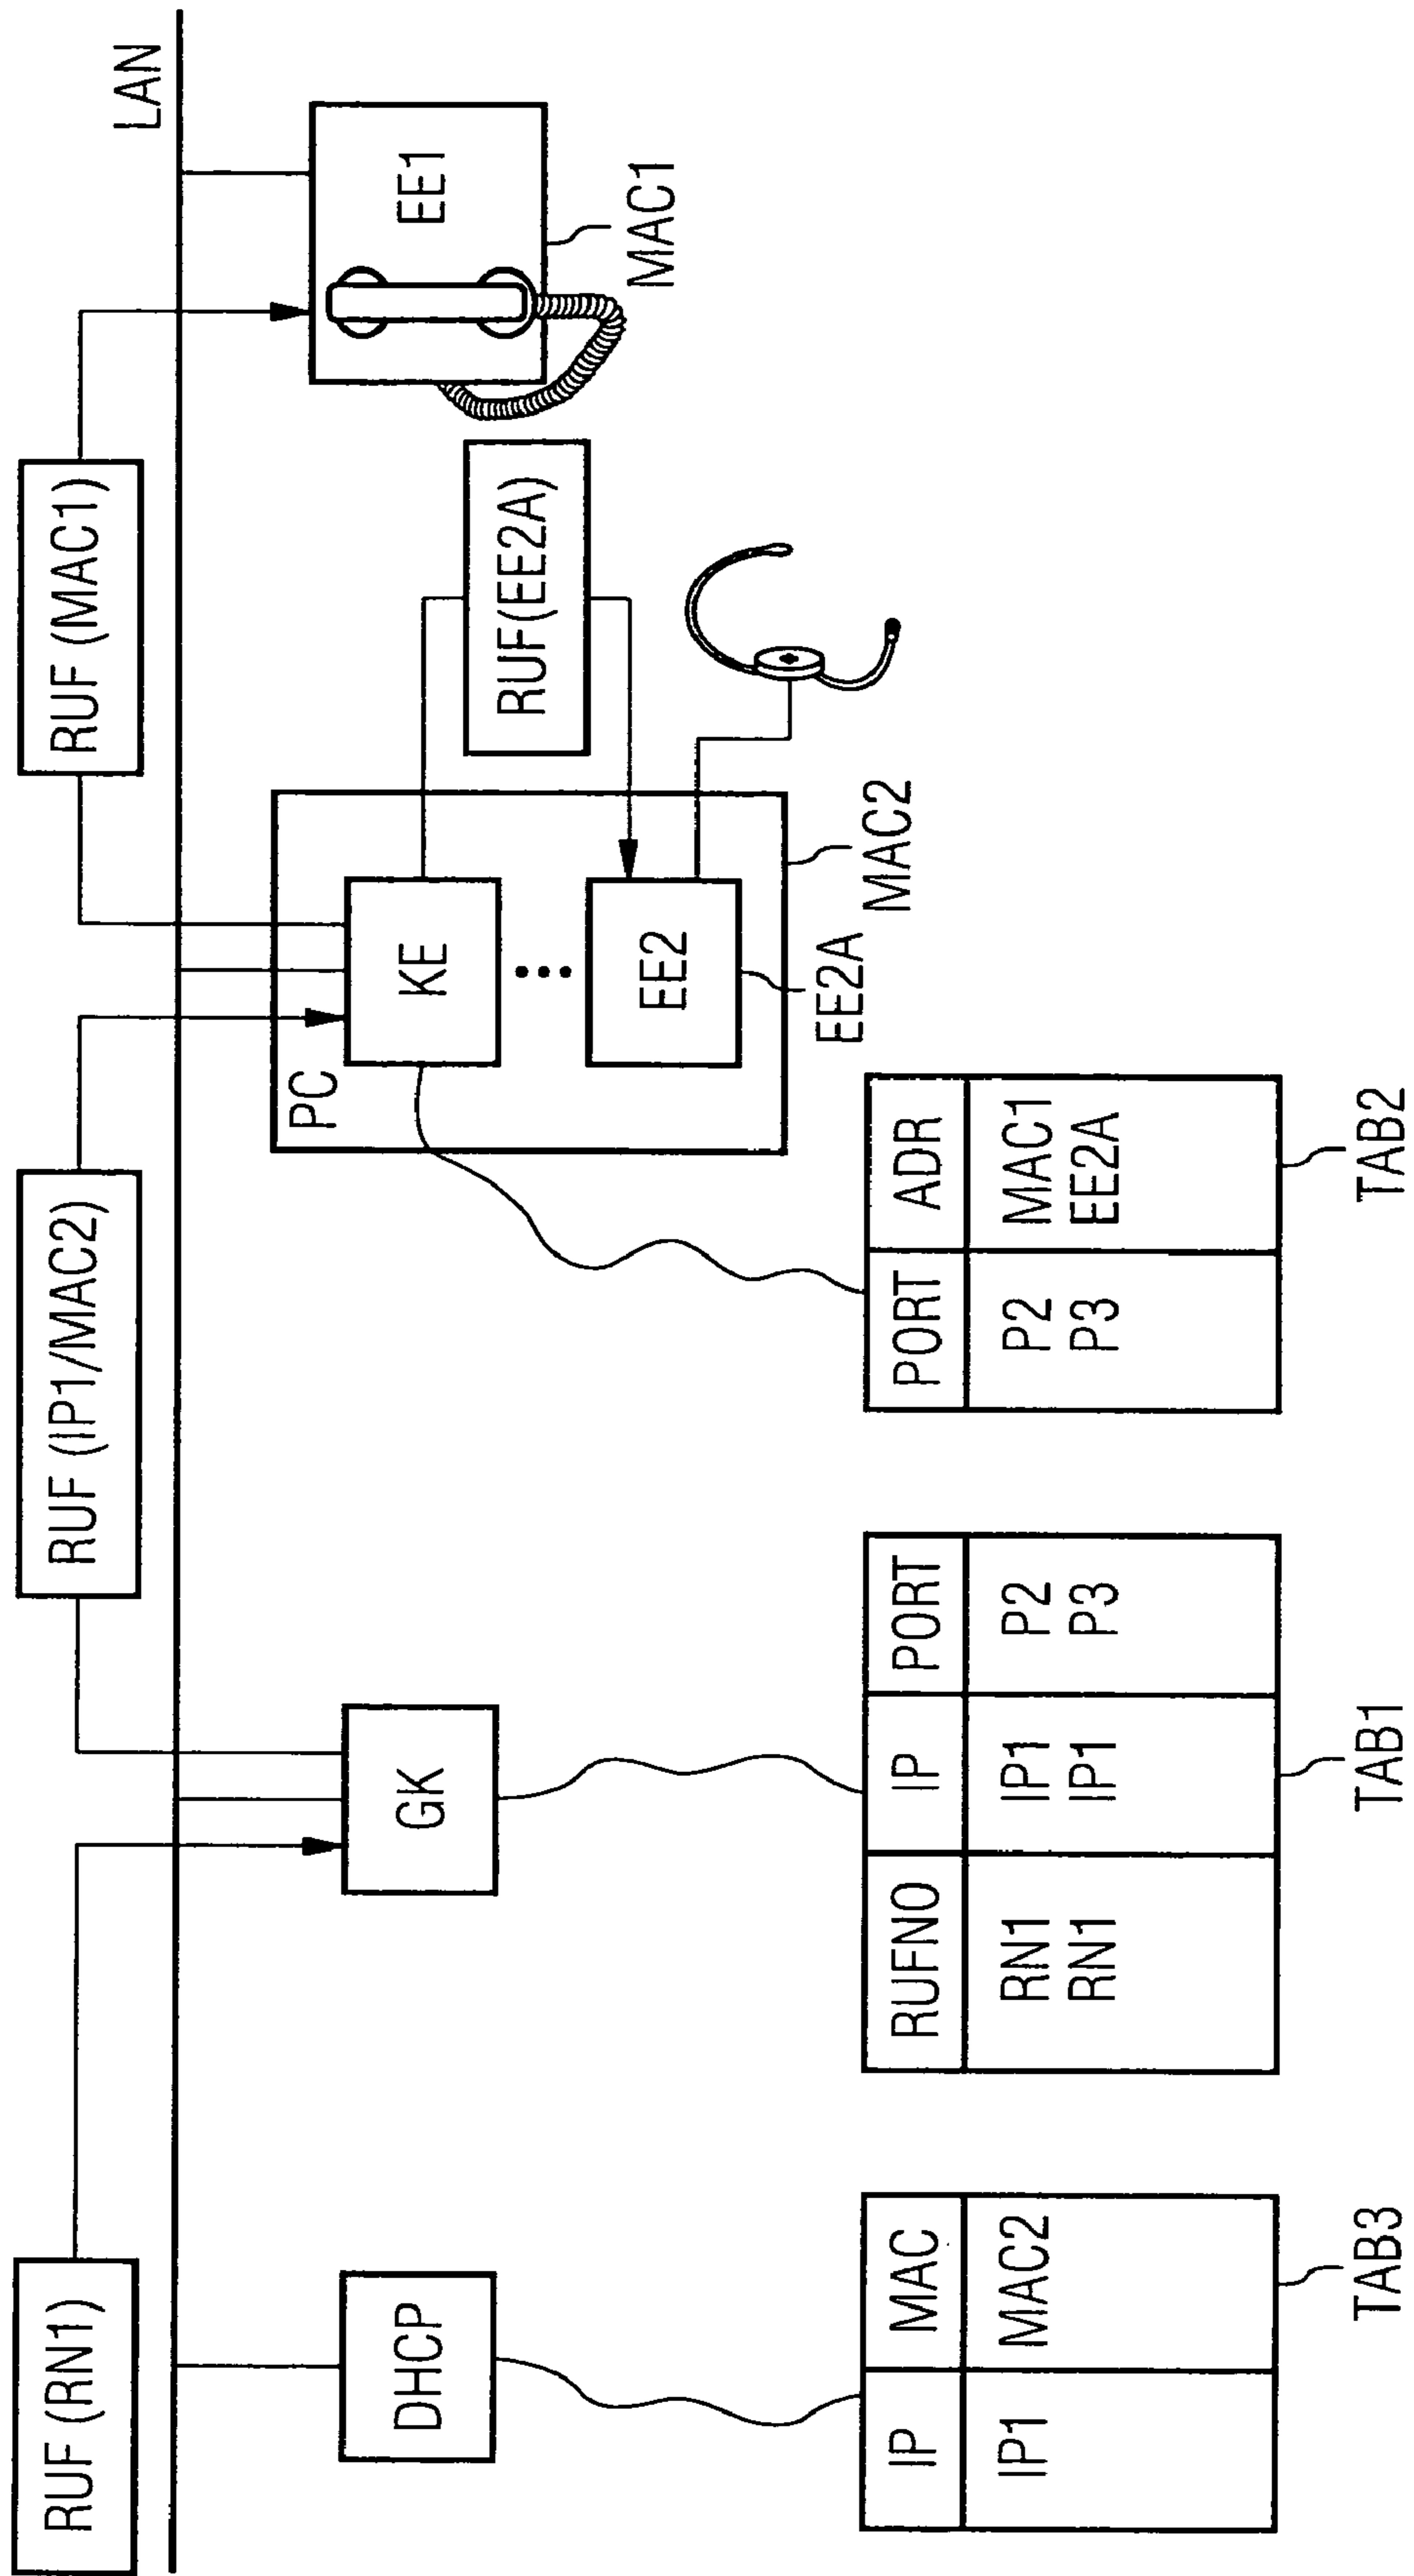 RUF (RN1)
RUF (IP1/MAC2)
RUF (MAC1)
LAN
DHCP
GK
PC
KE
EE1
RUF(EE2A)
MAC1
EE2
EE2A
MAC2
IP MAC
IP1 MAC2
TAB3
RUFNO IP PORT
RN1 IP1 P2
RN1 IP1 P3
TAB1
PORT ADR
P2 MAC1
P3 EE2A
TAB2